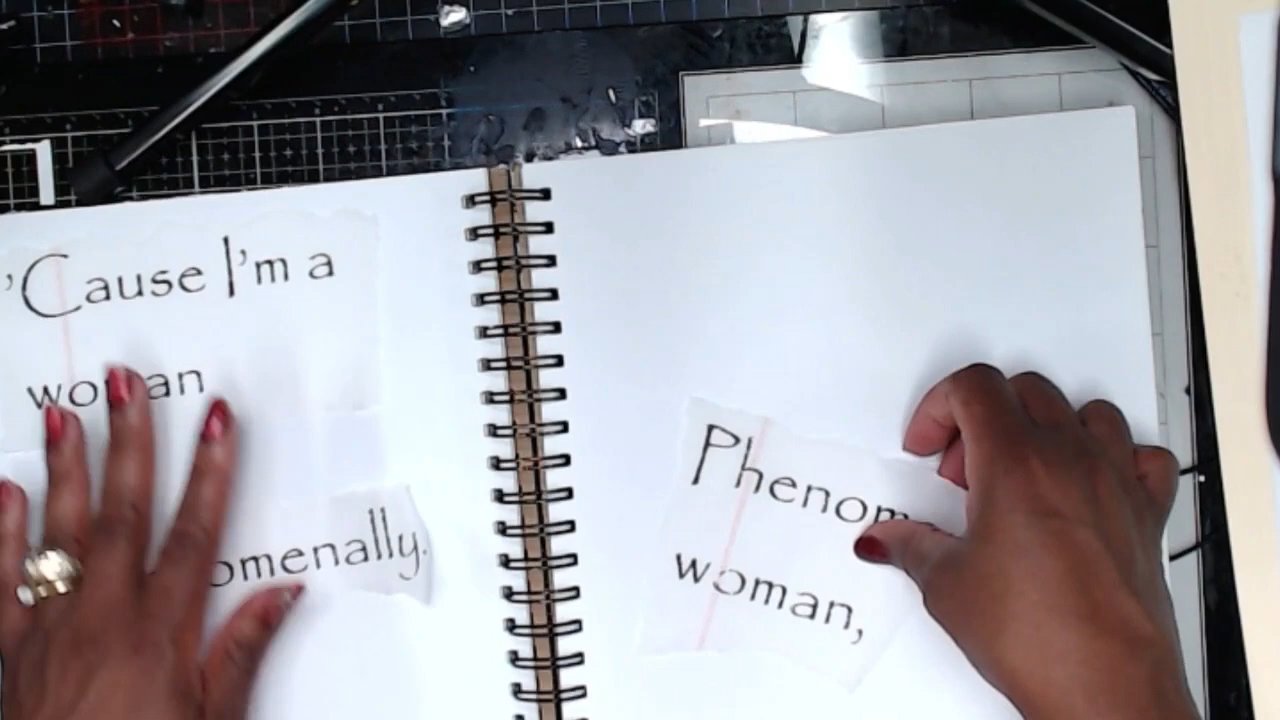 'Cause I'm a
woman
omenally.
Phenom
woman,